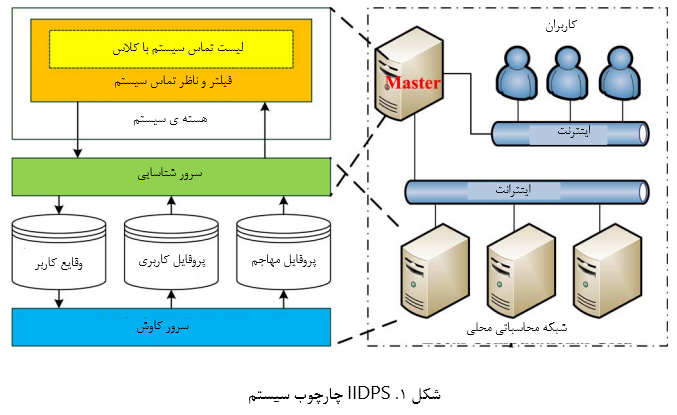 لیست تماس سیستم با کلاس
فیلتر و ناظر تماس سیستم
هسته ی سیستم
سرور شناسایی
وقایع کاربر
پروفایل کاربری
پروفایل مهاجم
سرور کاوش
کاربران
Master
اینترنت
اینترانت
شبکه محاسباتی محلی
شکل ۱. IIDPS چارچوب سیستم